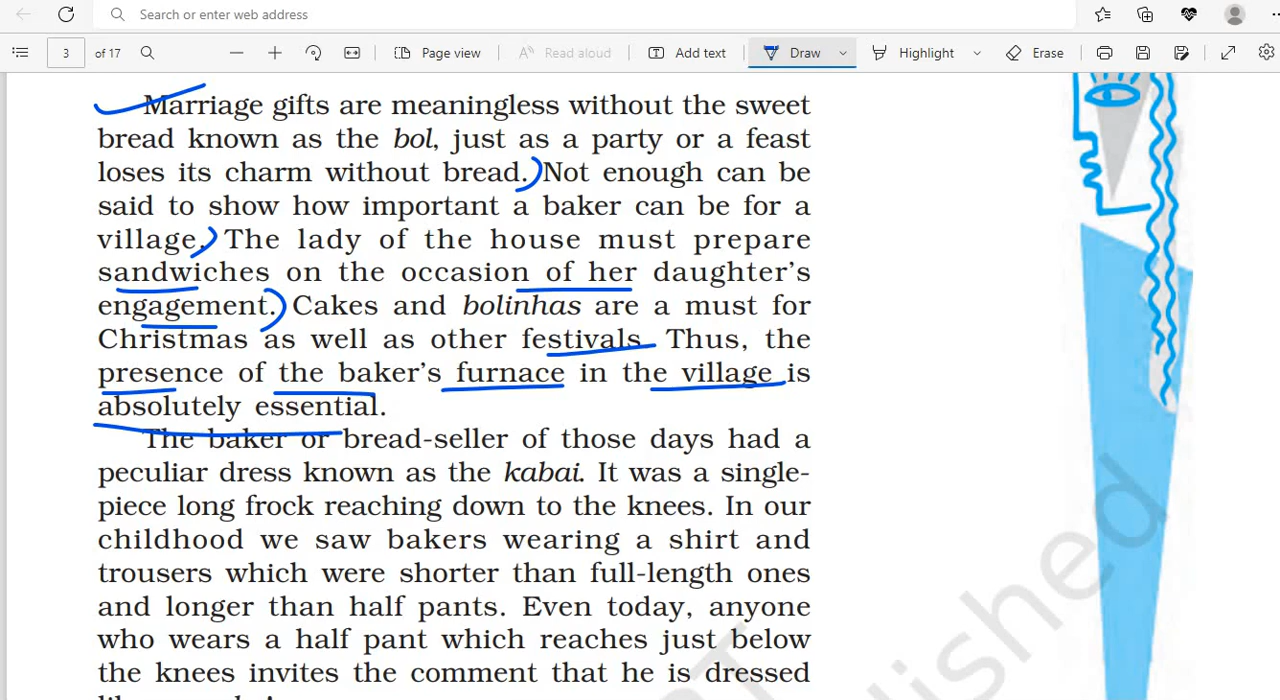 Search or enter web address
3 of 17 Page view Read aloud Add text Draw Highlight Erase
Marriage gifts are meaningless without the sweet
bread known as the bol, just as a party or a feast
loses its charm without bread. Not enough can be
said to show how important a baker can be for a
village. The lady of the house must prepare
sandwiches on the occasion of her daughter's
engagement. Cakes and bolinhas are a must for
Christmas as well as other festivals. Thus, the
presence of the baker's furnace in the village is
absolutely essential.
The baker or bread-seller of those days had a
peculiar dress known as the kabai. It was a single-
piece long frock reaching down to the knees. In our
childhood we saw bakers wearing a shirt and
trousers which were shorter than full-length ones
and longer than half pants. Even today, anyone
who wears a half pant which reaches just below
the knees invites the comment that he is dressed